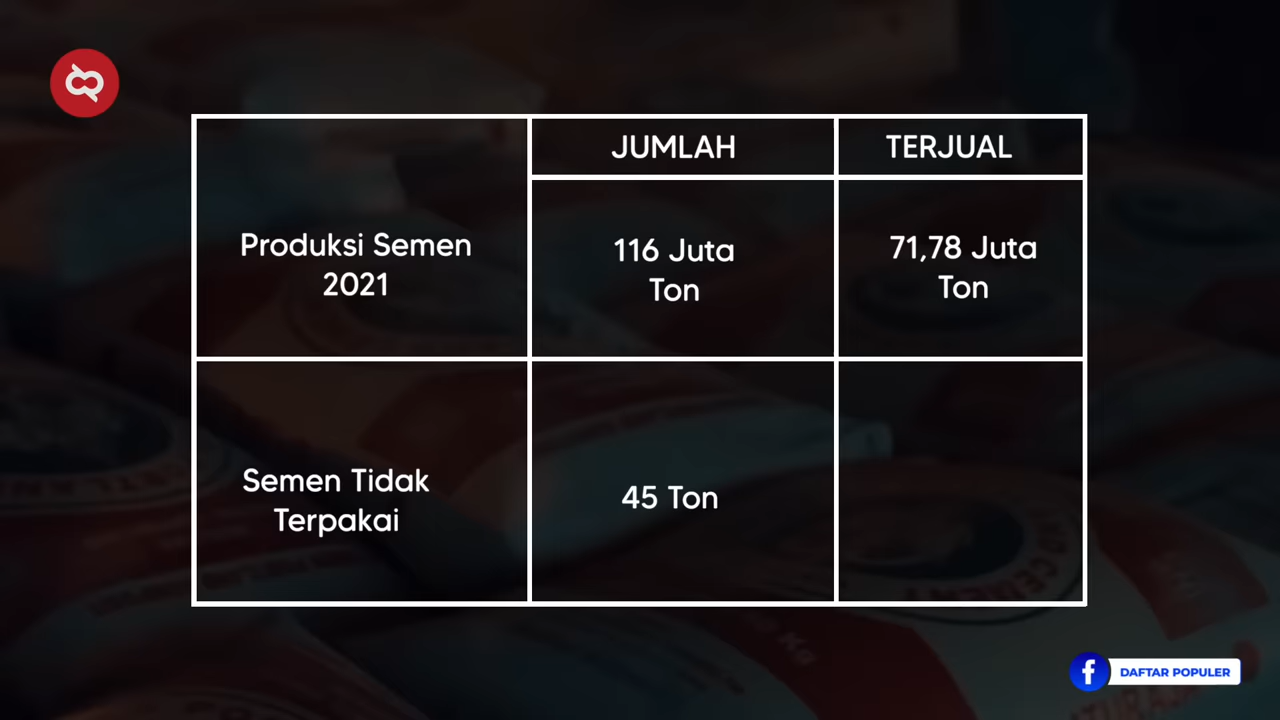 JUMLAH
TERJUAL
Produksi Semen
2021
116 Juta
Ton
71,78 Juta
Ton
Semen Tidak
Terpakai
45 Ton
DAFTAR POPULER